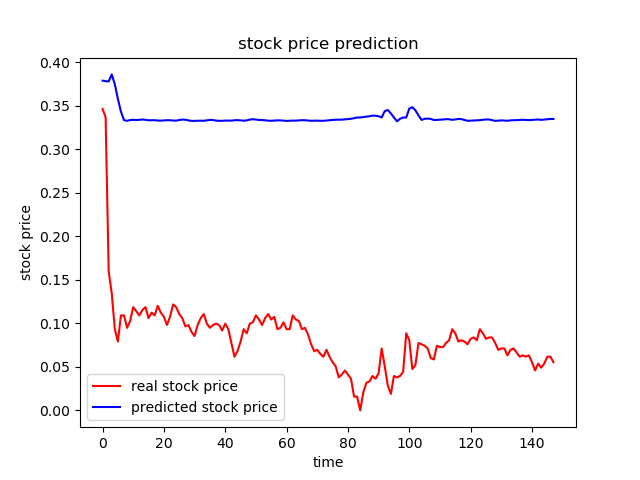 stock price prediction
0.40
0.35
0.30
0.25
0.20
0.15
0.10
0.05
0.00
stock price
real stock price
predicted stock price
0 20 40 60 80 100 120 140
time